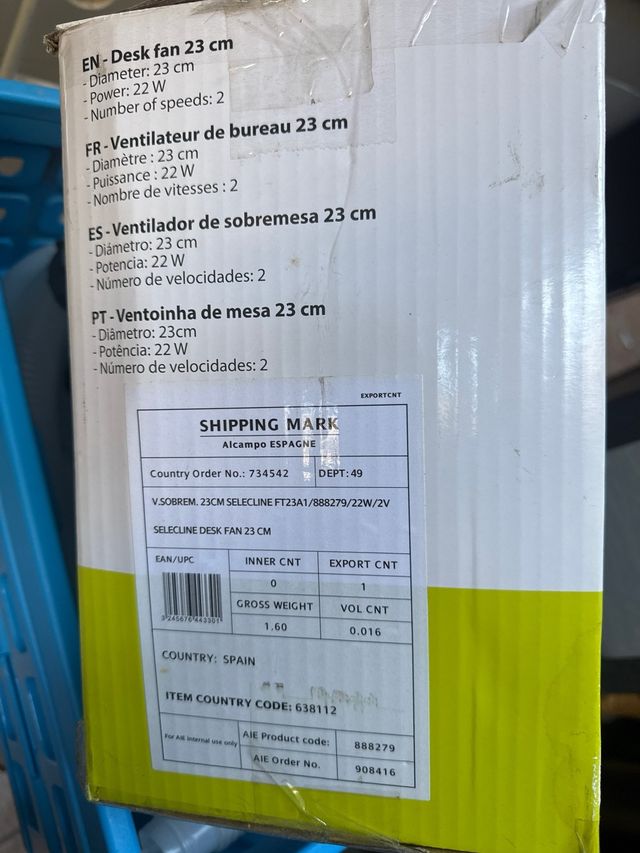 EN - Desk fan 23 cm
- Diameter: 23 cm
- Power: 22 W
- Number of speeds: 2
FR - Ventilateur de bureau 23 cm
- Diamètre : 23 cm
- Puissance : 22 W
- Nombre de vitesses : 2
ES - Ventilador de sobremesa 23 cm
- Diámetro: 23 cm
- Potencia: 22 W
- Número de velocidades: 2
PT - Ventoinha de mesa 23 cm
- Diâmetro: 23cm
- Potência: 22 W
- Número de velocidades: 2
EXPORTCNT
SHIPPING MARK
Alcampo ESPAGNE
Country Order No.: 734542 DEPT: 49
V.SOBREM. 23CM SELECLINE FT23A1/888279/22W/2V
SELECLINE DESK FAN 23 CM
EAN/UPC INNER CNT EXPORT CNT
0 1
GROSS WEIGHT VOL CNT
1.60 0.016
3 245676 443301
COUNTRY: SPAIN
ITEM COUNTRY CODE: 638112
For AIE internal use only AIE Product code: 888279
AIE Order No. 908416